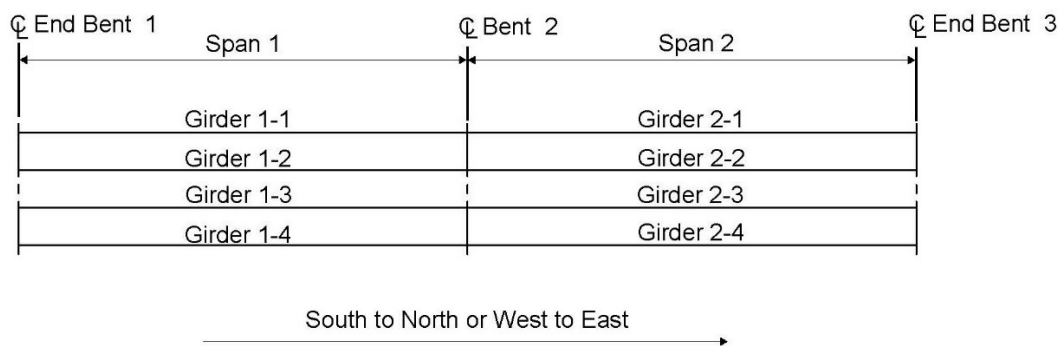 ℄ End Bent 1
℄ Bent 2
℄ End Bent 3
Span 1
Span 2
Girder 1-1
Girder 2-1
Girder 1-2
Girder 2-2
Girder 1-3
Girder 2-3
Girder 1-4
Girder 2-4
South to North or West to East